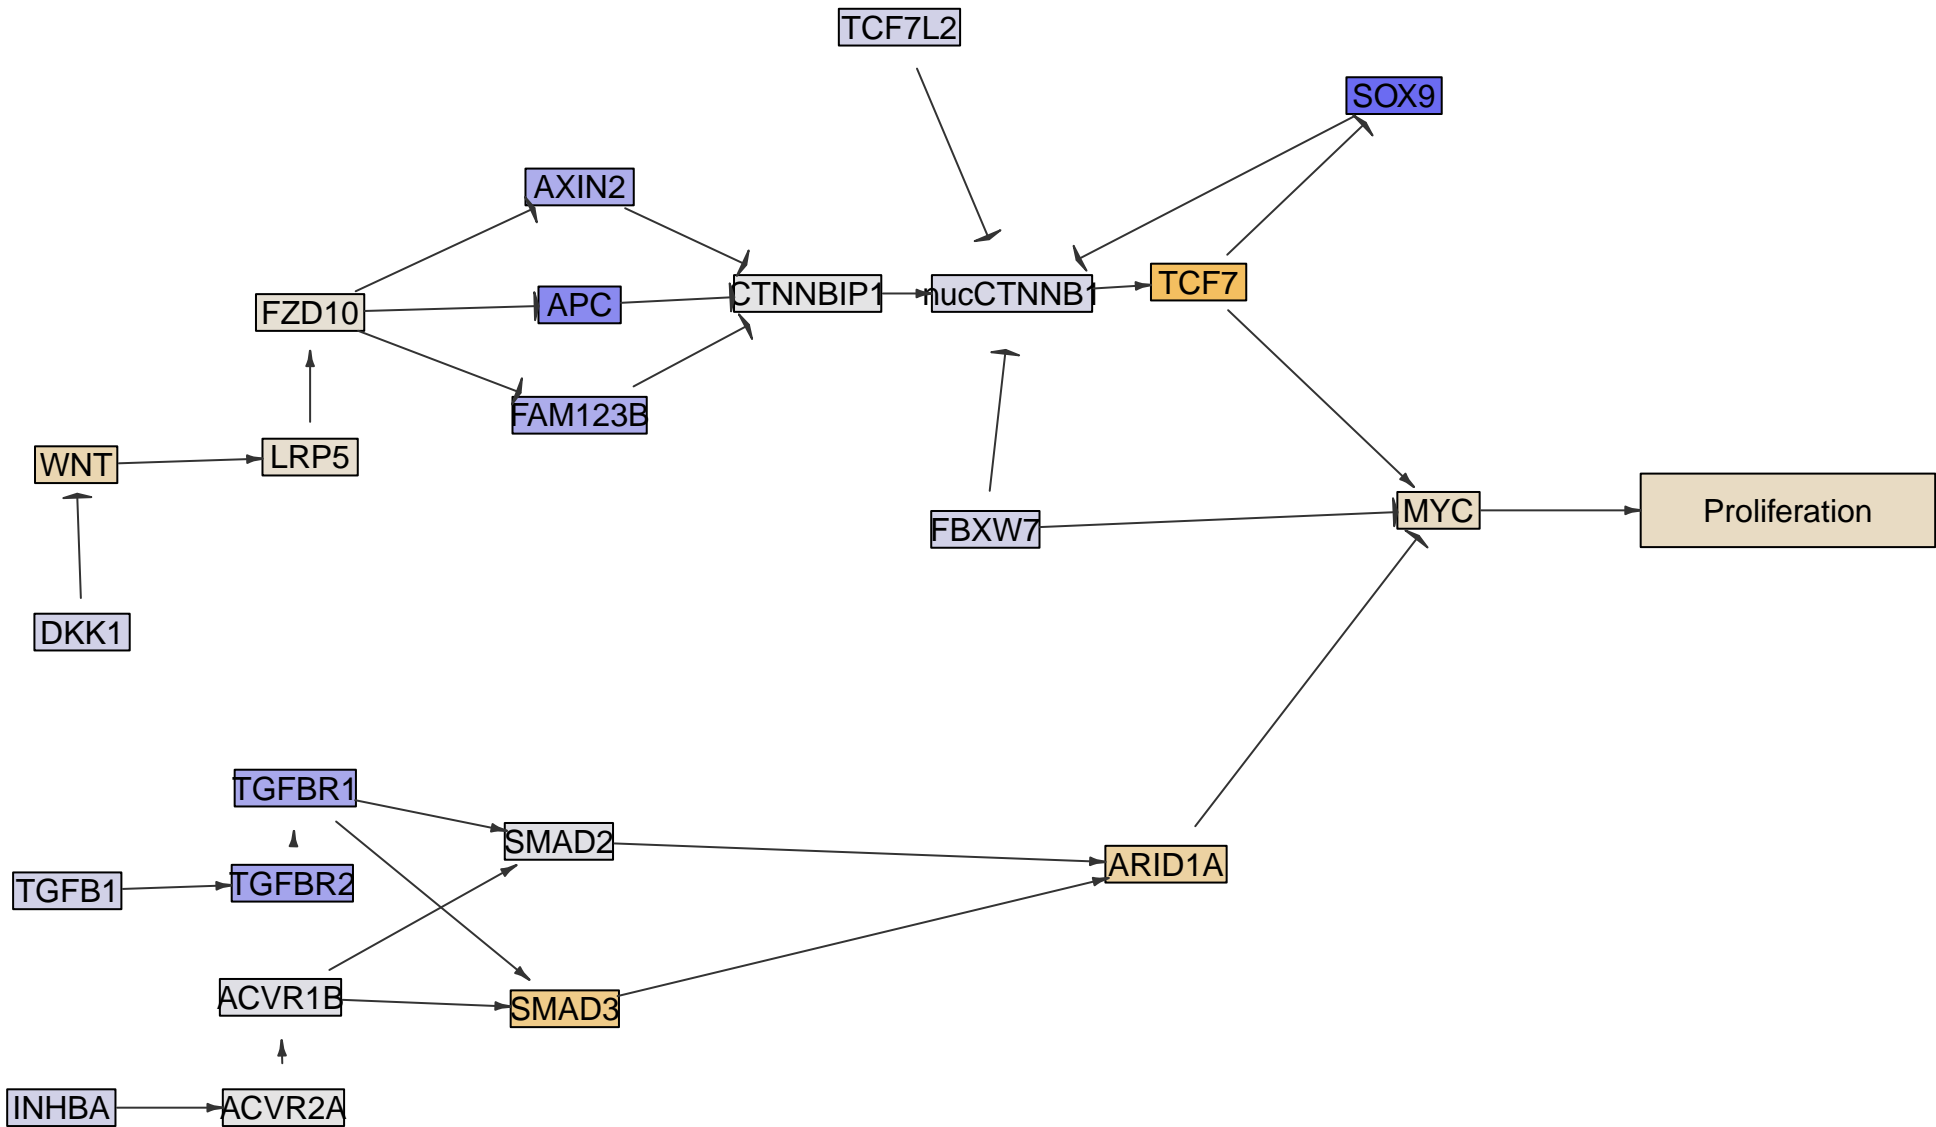 TCF7L2
SOX9
AXIN2
TCF7
CTNNBIP1
nucCTNNB1
APC
FZD10
FAM123B
LRP5
WNT
MYC
Proliferation
FBXW7
DKK1
TGFBR1
SMAD2
ARID1A
TGFBR2
TGFB1
ACVR1B
SMAD3
INHBA
ACVR2A